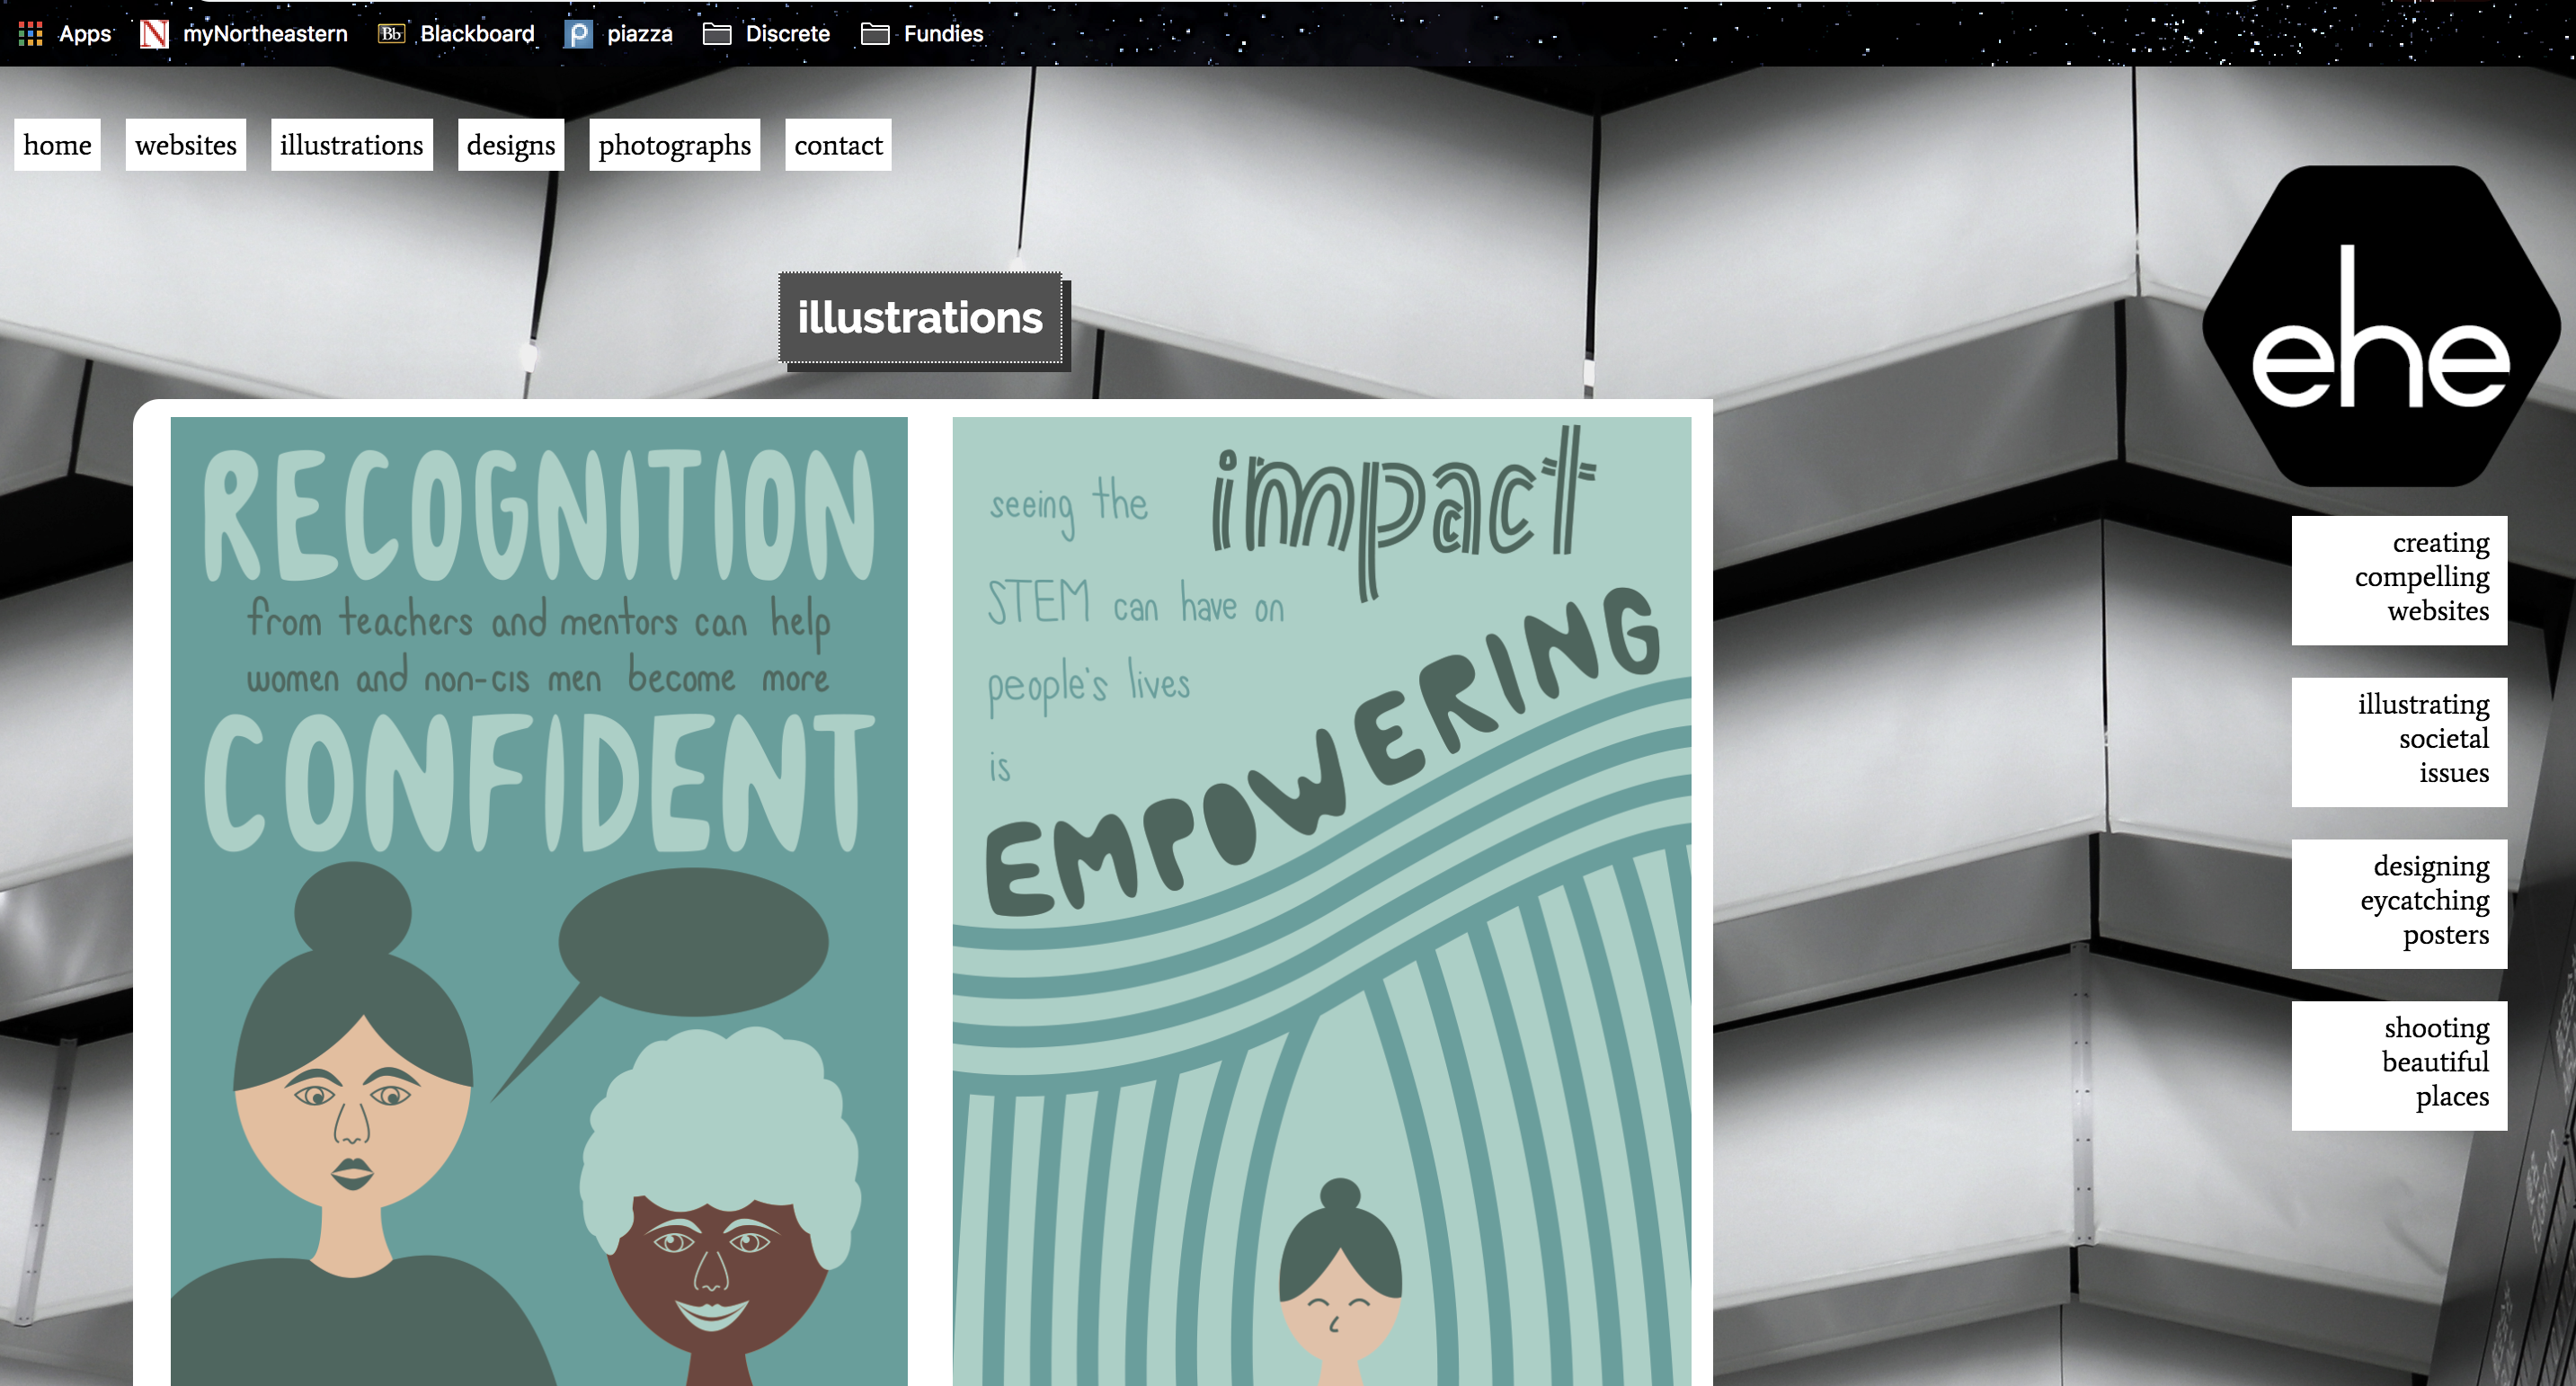 Apps myNortheastern Bb Blackboard piazza Discrete Fundies
home websites illustrations designs photographs contact
illustrations
ehe
RECOGNITION
from teachers and mentors can help
women and non-cis men become more
CONFIDENT
seeing the impact
STEM can have on
people's lives
is
EMPOWERING
creating
compelling
websites
illustrating
societal
issues
designing
eycatching
posters
shooting
beautiful
places